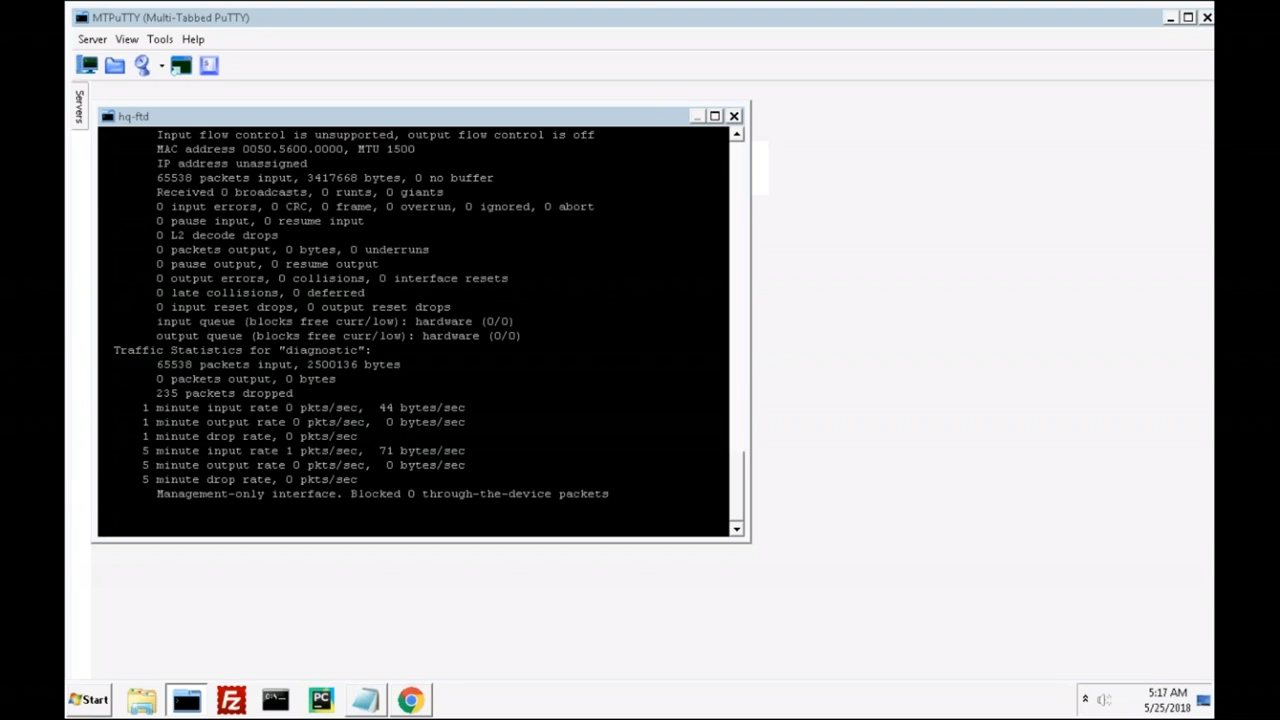 MTPuTTY (Multi-Tabbed PuTTY)
Server View Tools Help
Servers
hq-ftd
Input flow control is unsupported, output flow control is off
MAC address 0050.5600.0000, MTU 1500
IP address unassigned
65538 packets input, 3417668 bytes, 0 no buffer
Received 0 broadcasts, 0 runts, 0 giants
0 input errors, 0 CRC, 0 frame, 0 overrun, 0 ignored, 0 abort
0 pause input, 0 resume input
0 L2 decode drops
0 packets output, 0 bytes, 0 underruns
0 pause output, 0 resume output
0 output errors, 0 collisions, 0 interface resets
0 late collisions, 0 deferred
0 input reset drops, 0 output reset drops
input queue (blocks free curr/low): hardware (0/0)
output queue (blocks free curr/low): hardware (0/0)
Traffic Statistics for "diagnostic":
65538 packets input, 2500136 bytes
0 packets output, 0 bytes
235 packets dropped
1 minute input rate 0 pkts/sec, 44 bytes/sec
1 minute output rate 0 pkts/sec, 0 bytes/sec
1 minute drop rate, 0 pkts/sec
5 minute input rate 1 pkts/sec, 71 bytes/sec
5 minute output rate 0 pkts/sec, 0 bytes/sec
5 minute drop rate, 0 pkts/sec
Management-only interface. Blocked 0 through-the-device packets
Start
PC
5:17 AM
5/25/2018